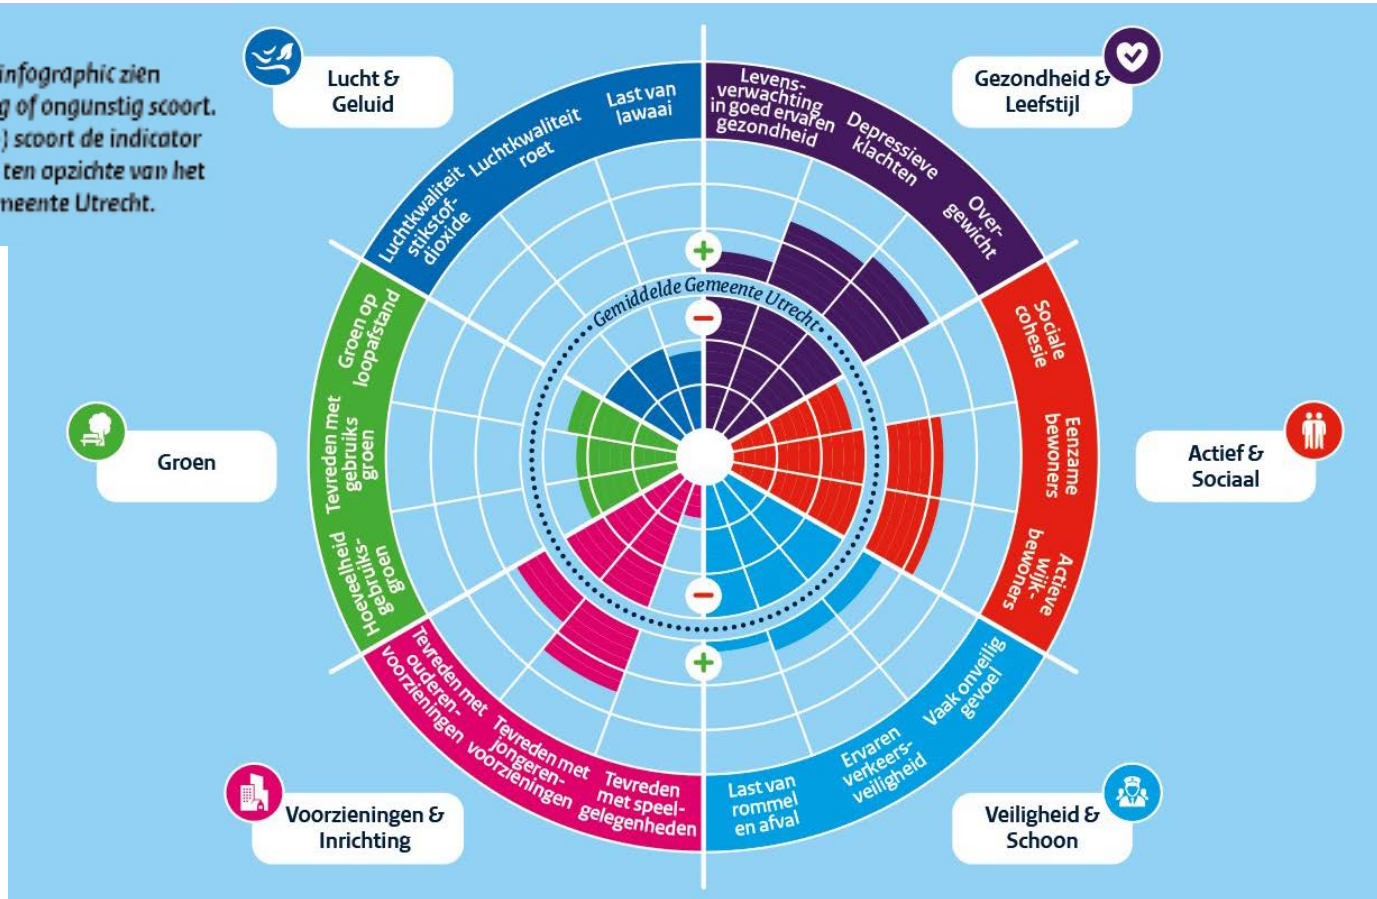 infographic zien
g of ongunstig scoort.
) scoort de indicator
ten opzichte van het
neente Utrecht.
Lucht &
Geluid
Gezondheid &
Leefstijl
Last van
lawaai
Luchtkwaliteit
roet
Luchtkwaliteit
stikstof-
dioxide
Levens-
verwachting
in goed ervaren
gezondheid
Depressieve
klachten
Over-
gewicht
+
Gemiddelde Gemeente Utrecht
−
Groen op
loopafstand
Tevreden met
gebruiks
groen
Hoeveelheid
gebruiks-
groen
Groen
Sociale
cohesie
Eenzame
bewoners
Actieve
wijk-
bewoners
Actief &
Sociaal
−
+
Tevreden met
ouderen-
voorzieningen
Tevreden met
jongeren-
voorzieningen
Tevreden
met speel-
gelegenheden
Last van
rommel
en afval
Ervaren
verkeers-
veiligheid
Vaak onveilig
gevoel
Voorzieningen &
Inrichting
Veiligheid &
Schoon